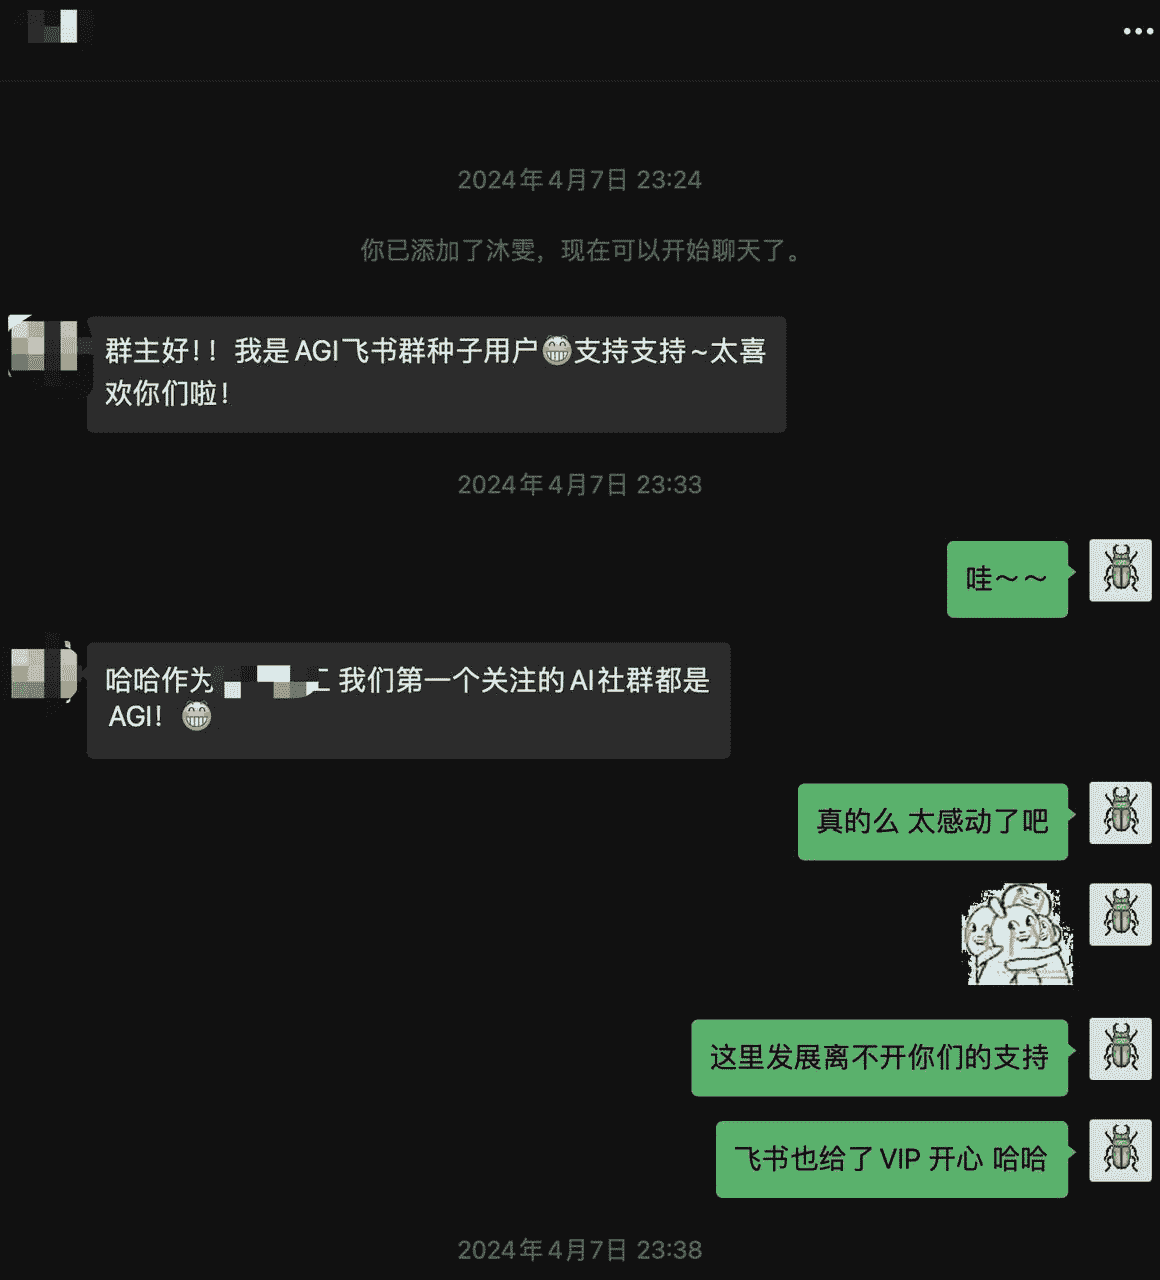 2024年4月7日 23:24
你已添加了沐雯，现在可以开始聊天了。
群主好！！我是AGI飞书群种子用户😁支持支持~太喜
欢你们啦！
2024年4月7日 23:33
哇～～
哈哈作为 我们第一个关注的AI社群都是
AGI！😁
真的么 太感动了吧
这里发展离不开你们的支持
飞书也给了VIP 开心 哈哈
2024年4月7日 23:38